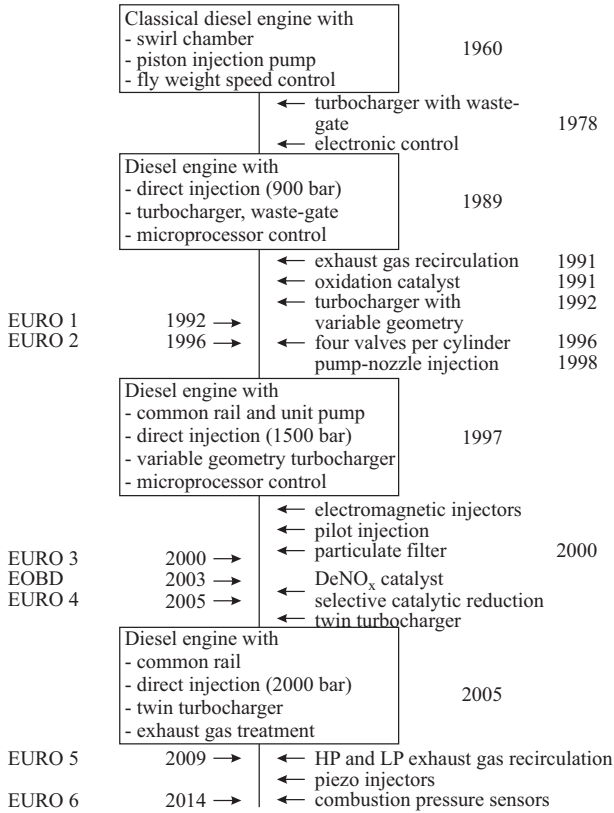 Classical diesel engine with
- swirl chamber
- piston injection pump
- fly weight speed control
1960
← turbocharger with waste-
gate 1978
← electronic control
Diesel engine with
- direct injection (900 bar)
- turbocharger, waste-gate
- microprocessor control
1989
← exhaust gas recirculation 1991
← oxidation catalyst 1991
← turbocharger with 1992
EURO 1 1992 → variable geometry
EURO 2 1996 → ← four valves per cylinder 1996
pump-nozzle injection 1998
Diesel engine with
- common rail and unit pump
- direct injection (1500 bar)
- variable geometry turbocharger
- microprocessor control
1997
← electromagnetic injectors
← pilot injection
← particulate filter 2000
EURO 3 2000 →
EOBD 2003 → ← DeNOx catalyst
EURO 4 2005 → selective catalytic reduction
← twin turbocharger
Diesel engine with
- common rail
- direct injection (2000 bar)
- twin turbocharger
- exhaust gas treatment
2005
EURO 5 2009 → ← HP and LP exhaust gas recirculation
← piezo injectors
EURO 6 2014 → ← combustion pressure sensors